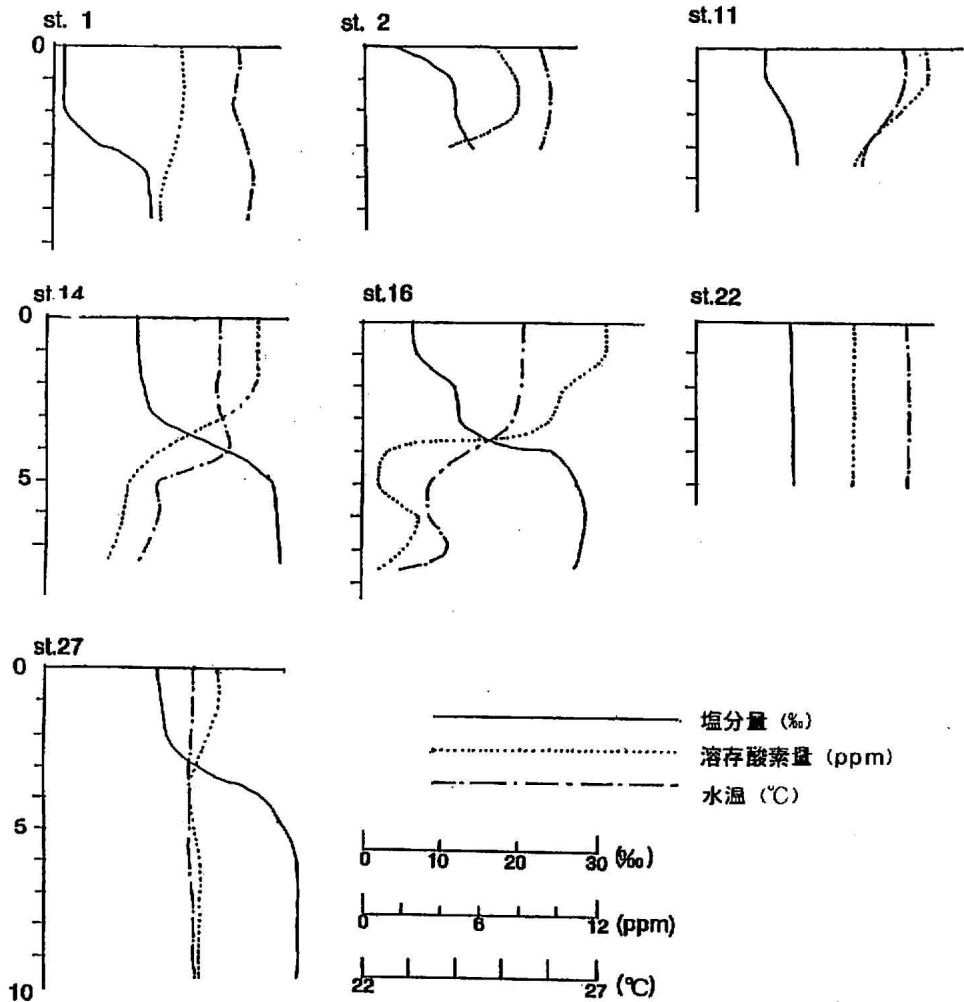 st. 1
st. 2
st.11
0
st.14
st.16
st.22
0
5
st.27
0
5
10
塩分量 (‰)
溶存酸素量 (ppm)
水温 (℃)
0 10 20 30 (‰)
0 6 12 (ppm)
22 27 (℃)